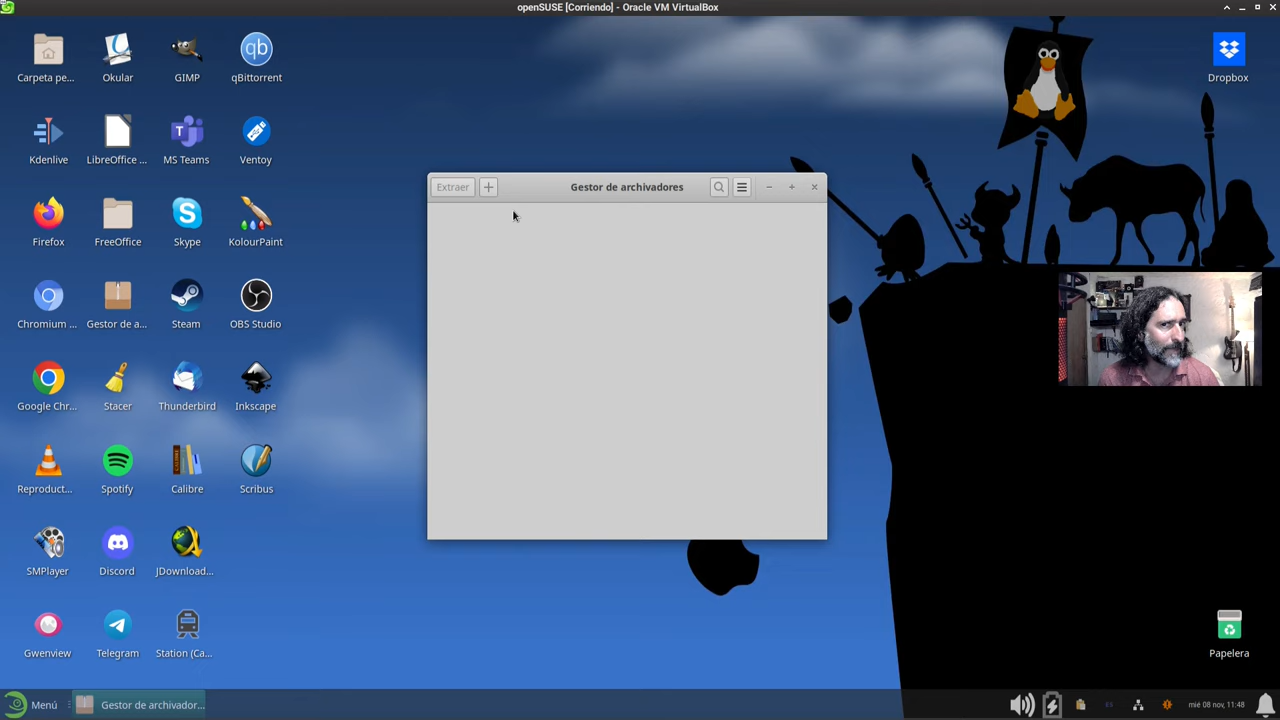 openSUSE [Corriendo] - Oracle VM VirtualBox
Carpeta pe...
Okular
GIMP
qb
qBittorrent
Dropbox
Kdenlive
LibreOffice ...
MS Teams
Ventoy
Extraer
Gestor de archivadores
Firefox
FreeOffice
Skype
KolourPaint
Chromium ...
Gestor de a...
Steam
OBS Studio
Google Chr...
Stacer
Thunderbird
Inkscape
Reproduct...
Spotify
Calibre
Scribus
SMPlayer
Discord
JDownload...
Gwenview
Telegram
Station (Ca...
Papelera
Menú
Gestor de archivador...
ES
mié 08 nov, 11:48